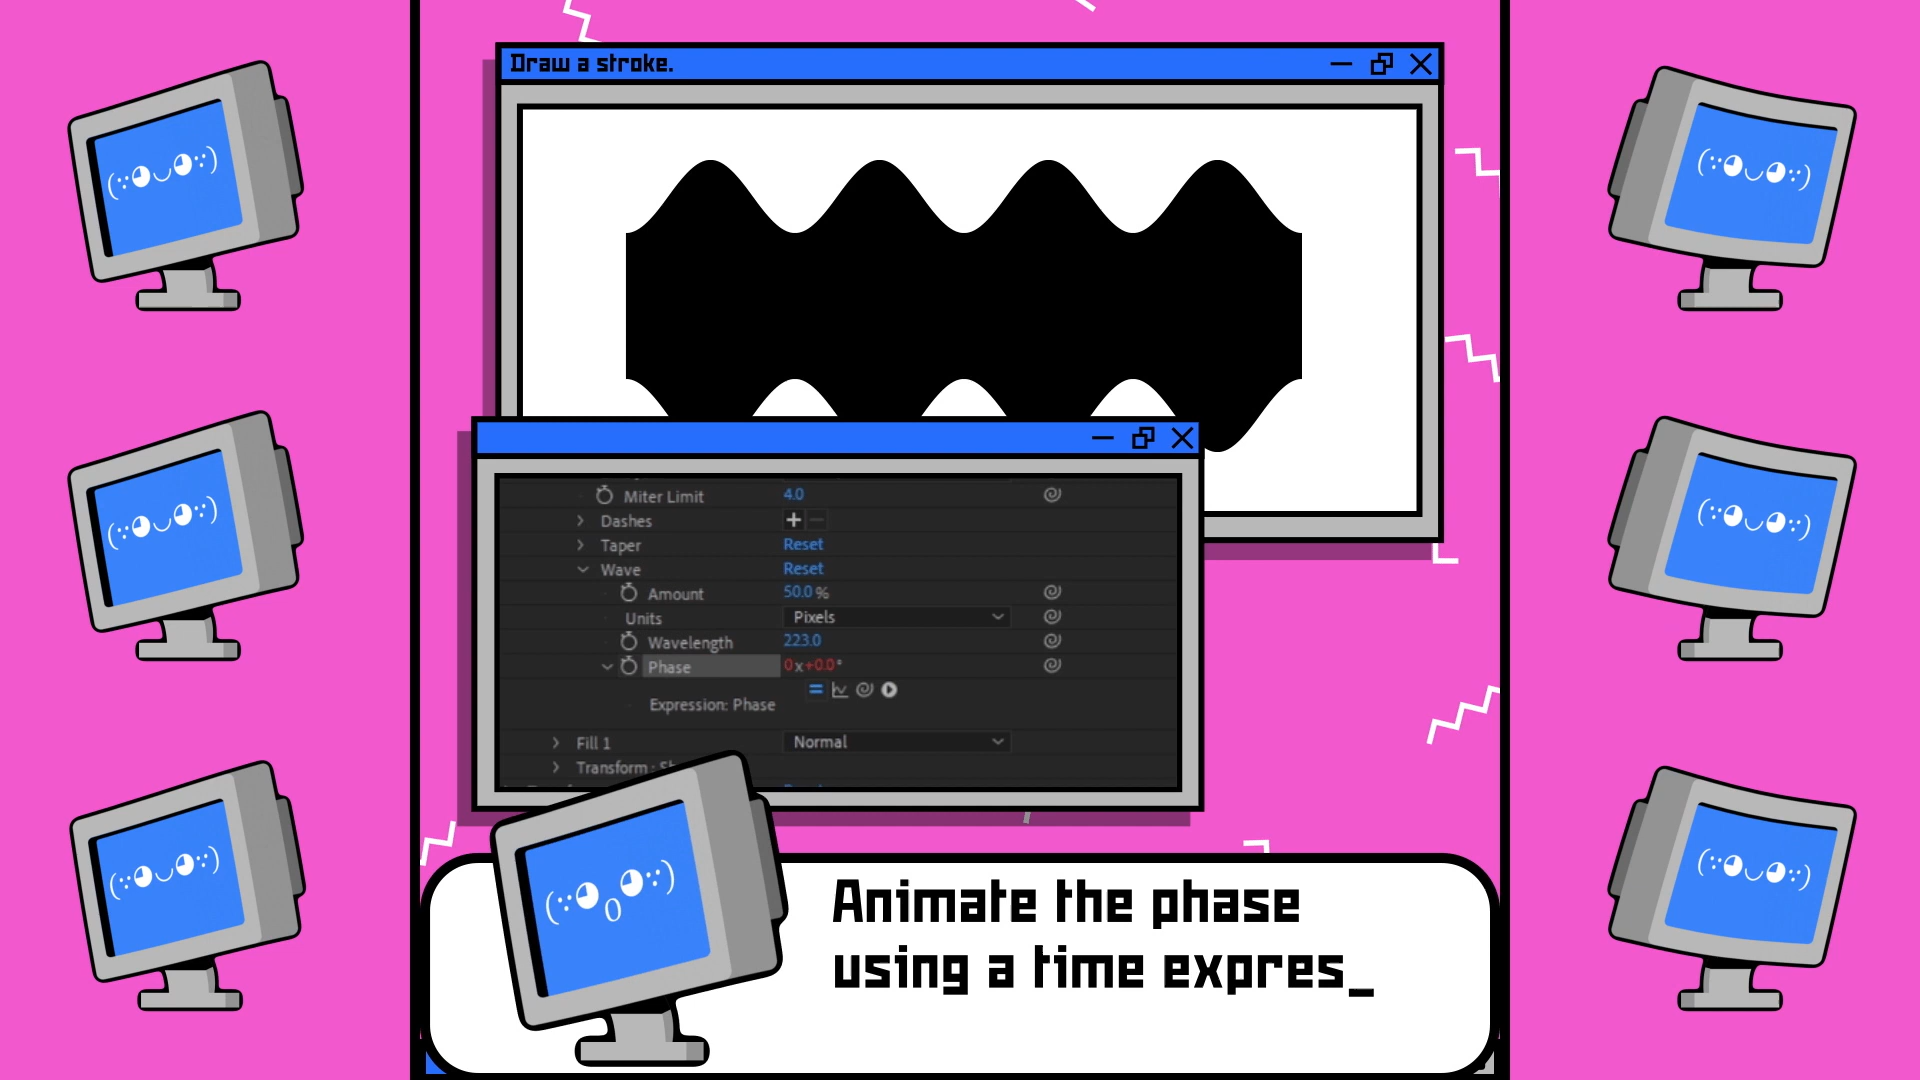 Draw a stroke.
Miter Limit 4.0
Dashes
Taper Reset
Wave Reset
Amount 50.0 %
Units Pixels
Wavelength 223.0
Phase 0x+0.0°
Expression: Phase
Fill 1 Normal
Transform : S
Animate the phase
using a time expres_